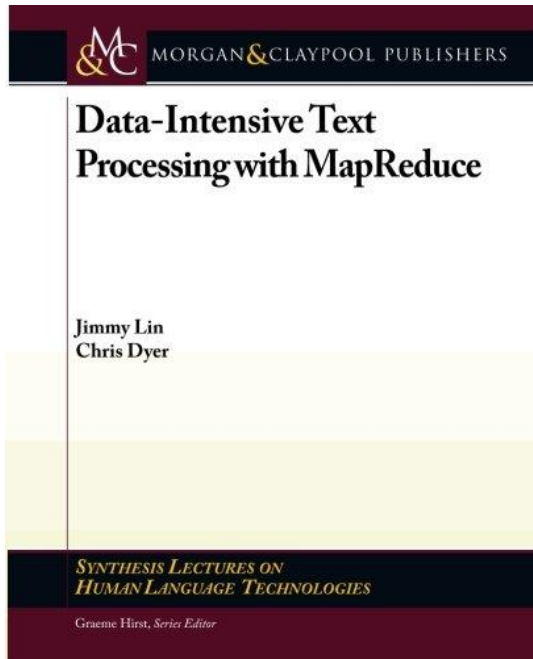 M
&C MORGAN&CLAYPOOL PUBLISHERS
Data-Intensive Text
Processing with MapReduce
Jimmy Lin
Chris Dyer
SYNTHESIS LECTURES ON
HUMAN LANGUAGE TECHNOLOGIES
Graeme Hirst, Series Editor